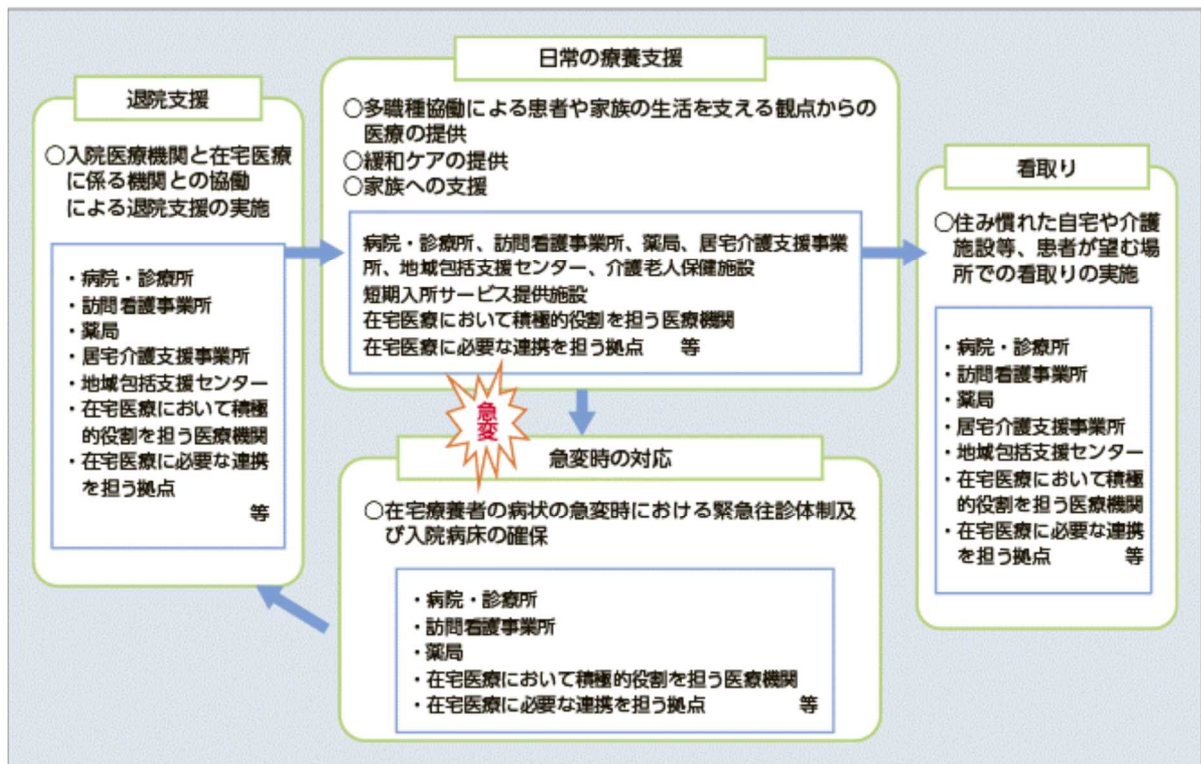 退院支援
○入院医療機関と在宅医療
に係る機関との協働
による退院支援の実施
・病院・診療所
・訪問看護事業所
・薬局
・居宅介護支援事業所
・地域包括支援センター
・在宅医療において積極
的役割を担う医療機関
・在宅医療に必要な連携
を担う拠点
等
日常の療養支援
○多職種協働による患者や家族の生活を支える観点からの
医療の提供
○緩和ケアの提供
○家族への支援
病院・診療所、訪問看護事業所、薬局、居宅介護支援事業
所、地域包括支援センター、介護老人保健施設
短期入所サービス提供施設
在宅医療において積極的役割を担う医療機関
在宅医療に必要な連携を担う拠点 等
急変
急変時の対応
○在宅療養者の病状の急変時における緊急往診体制及
び入院病床の確保
・病院・診療所
・訪問看護事業所
・薬局
・在宅医療において積極的役割を担う医療機関
・在宅医療に必要な連携を担う拠点 等
看取り
○住み慣れた自宅や介護
施設等、患者が望む場
所での看取りの実施
・病院・診療所
・訪問看護事業所
・薬局
・居宅介護支援事業所
・地域包括支援センター
・在宅医療において積極
的役割を担う医療機関
・在宅医療に必要な連携
を担う拠点 等